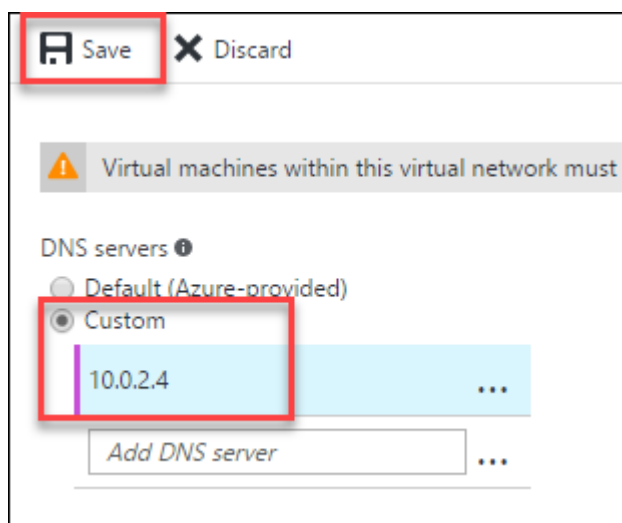 Save Discard
Virtual machines within this virtual network must
DNS servers
Default (Azure-provided)
Custom
10.0.2.4 ...
Add DNS server ...